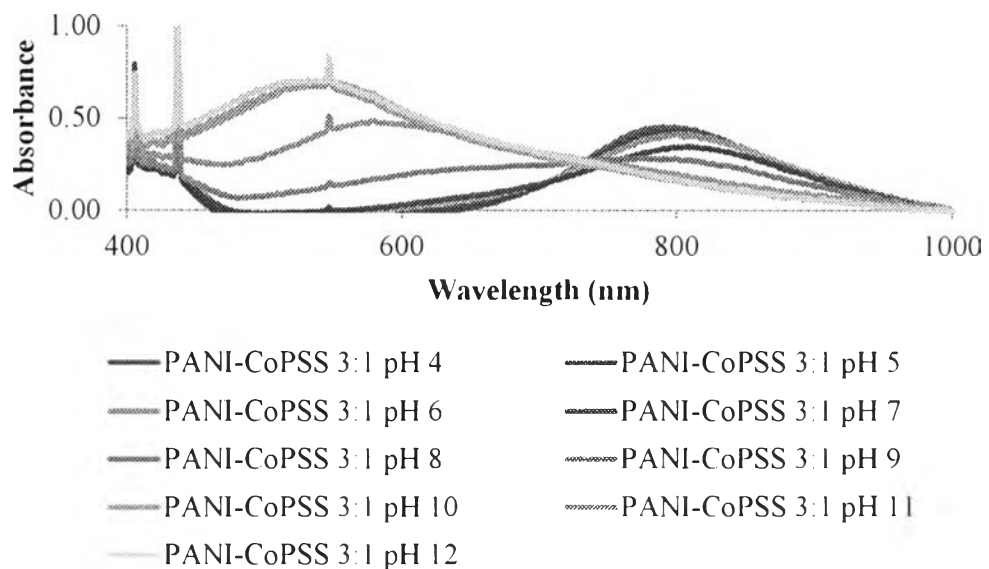 1.00
0.50
0.00
Absorbance
400 600 800 1000
Wavelength (nm)
PANI-CoPSS 3:1 pH 4 PANI-CoPSS 3:1 pH 5
PANI-CoPSS 3:1 pH 6 PANI-CoPSS 3:1 pH 7
PANI-CoPSS 3:1 pH 8 PANI-CoPSS 3:1 pH 9
PANI-CoPSS 3:1 pH 10 PANI-CoPSS 3:1 pH 11
PANI-CoPSS 3:1 pH 12